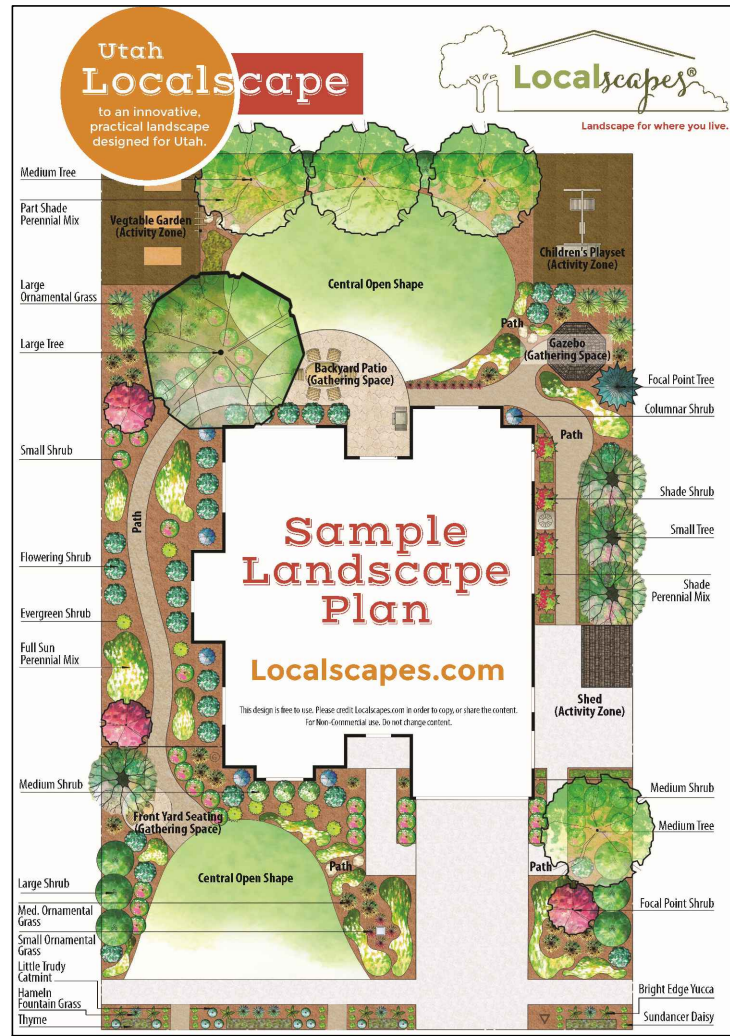 Utah
Localscape
to an innovative,
practical landscape
designed for Utah.
Localscapes®
Landscape for where you live.
Medium Tree
Part Shade
Perennial Mix
Vegtable Garden
(Activity Zone)
Children's Playset
(Activity Zone)
Central Open Shape
Large
Ornamental Grass
Large Tree
Path
Gazebo
(Gathering Space)
Backyard Patio
(Gathering Space)
Focal Point Tree
Columnar Shrub
Path
Small Shrub
Path
Shade Shrub
Small Tree
Shade
Perennial Mix
Flowering Shrub
Evergreen Shrub
Full Sun
Perennial Mix
Sample
Landscape
Plan
Localscapes.com
This design is free to use. Please credit Localscapes.com in order to copy, or share the content.
For Non-Commercial use. Do not change content.
Shed
(Activity Zone)
Medium Shrub
Front Yard Seating
(Gathering Space)
Medium Shrub
Medium Tree
Path
Path
Central Open Shape
Large Shrub
Med. Ornamental
Grass
Small Ornamental
Grass
Little Trudy
Catmint
Hameln
Fountain Grass
Thyme
Focal Point Shrub
Bright Edge Yucca
Sundancer Daisy